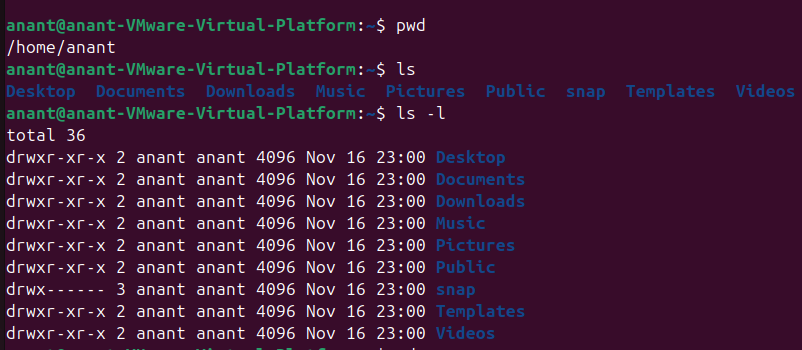 anant@anant-VMware-Virtual-Platform:~$ pwd
/home/anant
anant@anant-VMware-Virtual-Platform:~$ ls
Desktop  Documents  Downloads  Music  Pictures  Public  snap  Templates  Videos
anant@anant-VMware-Virtual-Platform:~$ ls -l
total 36
drwxr-xr-x 2 anant anant 4096 Nov 16 23:00 Desktop
drwxr-xr-x 2 anant anant 4096 Nov 16 23:00 Documents
drwxr-xr-x 2 anant anant 4096 Nov 16 23:00 Downloads
drwxr-xr-x 2 anant anant 4096 Nov 16 23:00 Music
drwxr-xr-x 2 anant anant 4096 Nov 16 23:00 Pictures
drwxr-xr-x 2 anant anant 4096 Nov 16 23:00 Public
drwx------ 3 anant anant 4096 Nov 16 23:00 snap
drwxr-xr-x 2 anant anant 4096 Nov 16 23:00 Templates
drwxr-xr-x 2 anant anant 4096 Nov 16 23:00 Videos